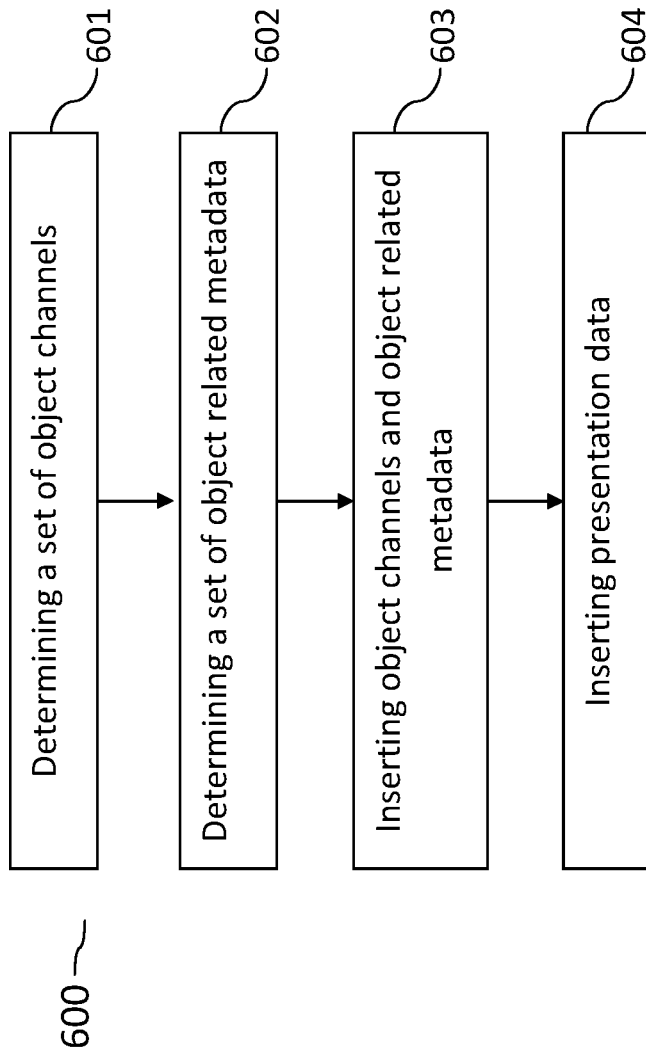 600
Determining a set of object channels
601
Determining a set of object related metadata
602
Inserting object channels and object related
metadata
603
Inserting presentation data
604